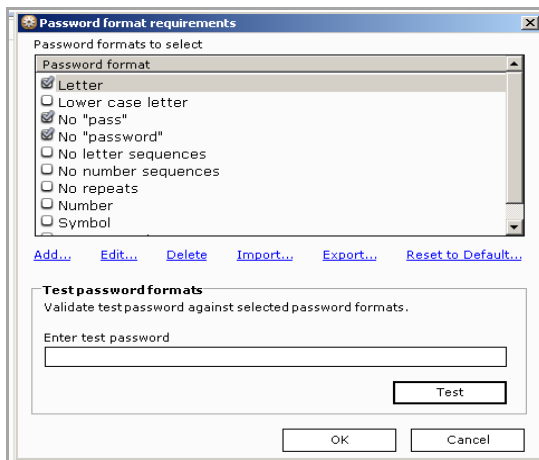 Password format requirements
Password formats to select
Password format
Letter
Lower case letter
No "pass"
No "password"
No letter sequences
No number sequences
No repeats
Number
Symbol
Add... Edit... Delete Import... Export... Reset to Default...
Test password formats
Validate test password against selected password formats.
Enter test password
Test
OK Cancel